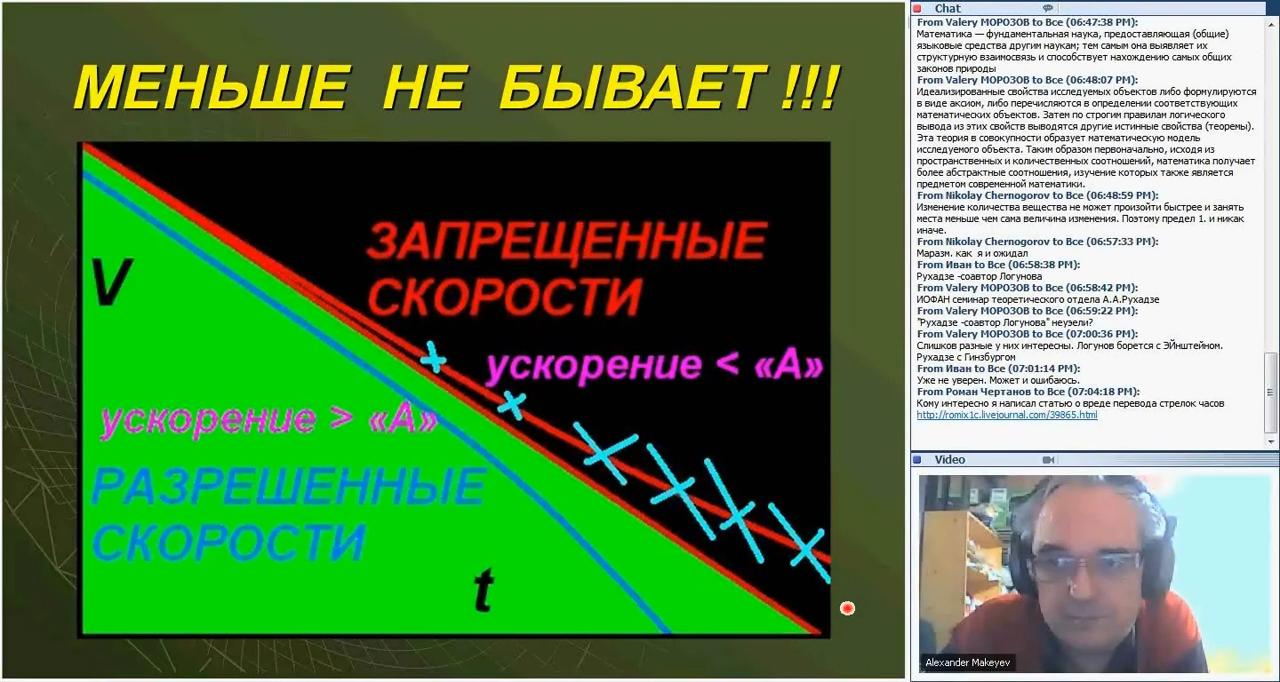 МЕНЬШЕ НЕ БЫВАЕТ !!!
ЗАПРЕЩЕННЫЕ
СКОРОСТИ
V
ускорение < «А»
ускорение > «А»
РАЗРЕШЕННЫЕ
СКОРОСТИ
t
Chat
From Valery МОРОЗОВ to Все (06:47:38 PM):
Математика — фундаментальная наука, предоставляющая (общие)
языковые средства другим наукам; тем самым она выявляет их
структурную взаимосвязь и способствует нахождению самых общих
законов природы
From Valery МОРОЗОВ to Все (06:48:07 PM):
Идеализированные свойства исследуемых объектов либо формулируются
в виде аксиом, либо перечисляются в определении соответствующих
математических объектов. Затем по строгим правилам логического
вывода из этих свойств выводятся другие истинные свойства (теоремы).
Эта теория в совокупности образует математическую модель
исследуемого объекта. Таким образом первоначально, исходя из
пространственных и количественных соотношений, математика получает
более абстрактные соотношения, изучение которых также является
предметом современной математики.
From Nikolay Chernogorov to Все (06:48:59 PM):
Изменение количества вещества не может произойти быстрее и занять
места меньше чем сама величина изменения. Поэтому предел 1. и никак
иначе.
From Nikolay Chernogorov to Все (06:57:33 PM):
Маразм. как я и ожидал
From Иван to Все (06:58:38 PM):
Рухадзе -соавтор Логунова
From Valery МОРОЗОВ to Все (06:58:42 PM):
ИОФАН семинар теоретического отдела А.А.Рухадзе
From Valery МОРОЗОВ to Все (06:59:22 PM):
"Рухадзе -соавтор Логунова" неузели?
From Valery МОРОЗОВ to Все (07:00:36 PM):
Слишков разные у них интересны. Логунов борется с ЭЙнштейном.
Рухадзе с Гинзбургом
From Иван to Все (07:01:14 PM):
Уже не уверен. Может и ошибаюсь.
From Роман Чертанов to Все (07:04:18 PM):
Кому интересно я написал статью о вреде перевода стрелок часов
http://romix1c.livejournal.com/39865.html
Video
Alexander Makeyev